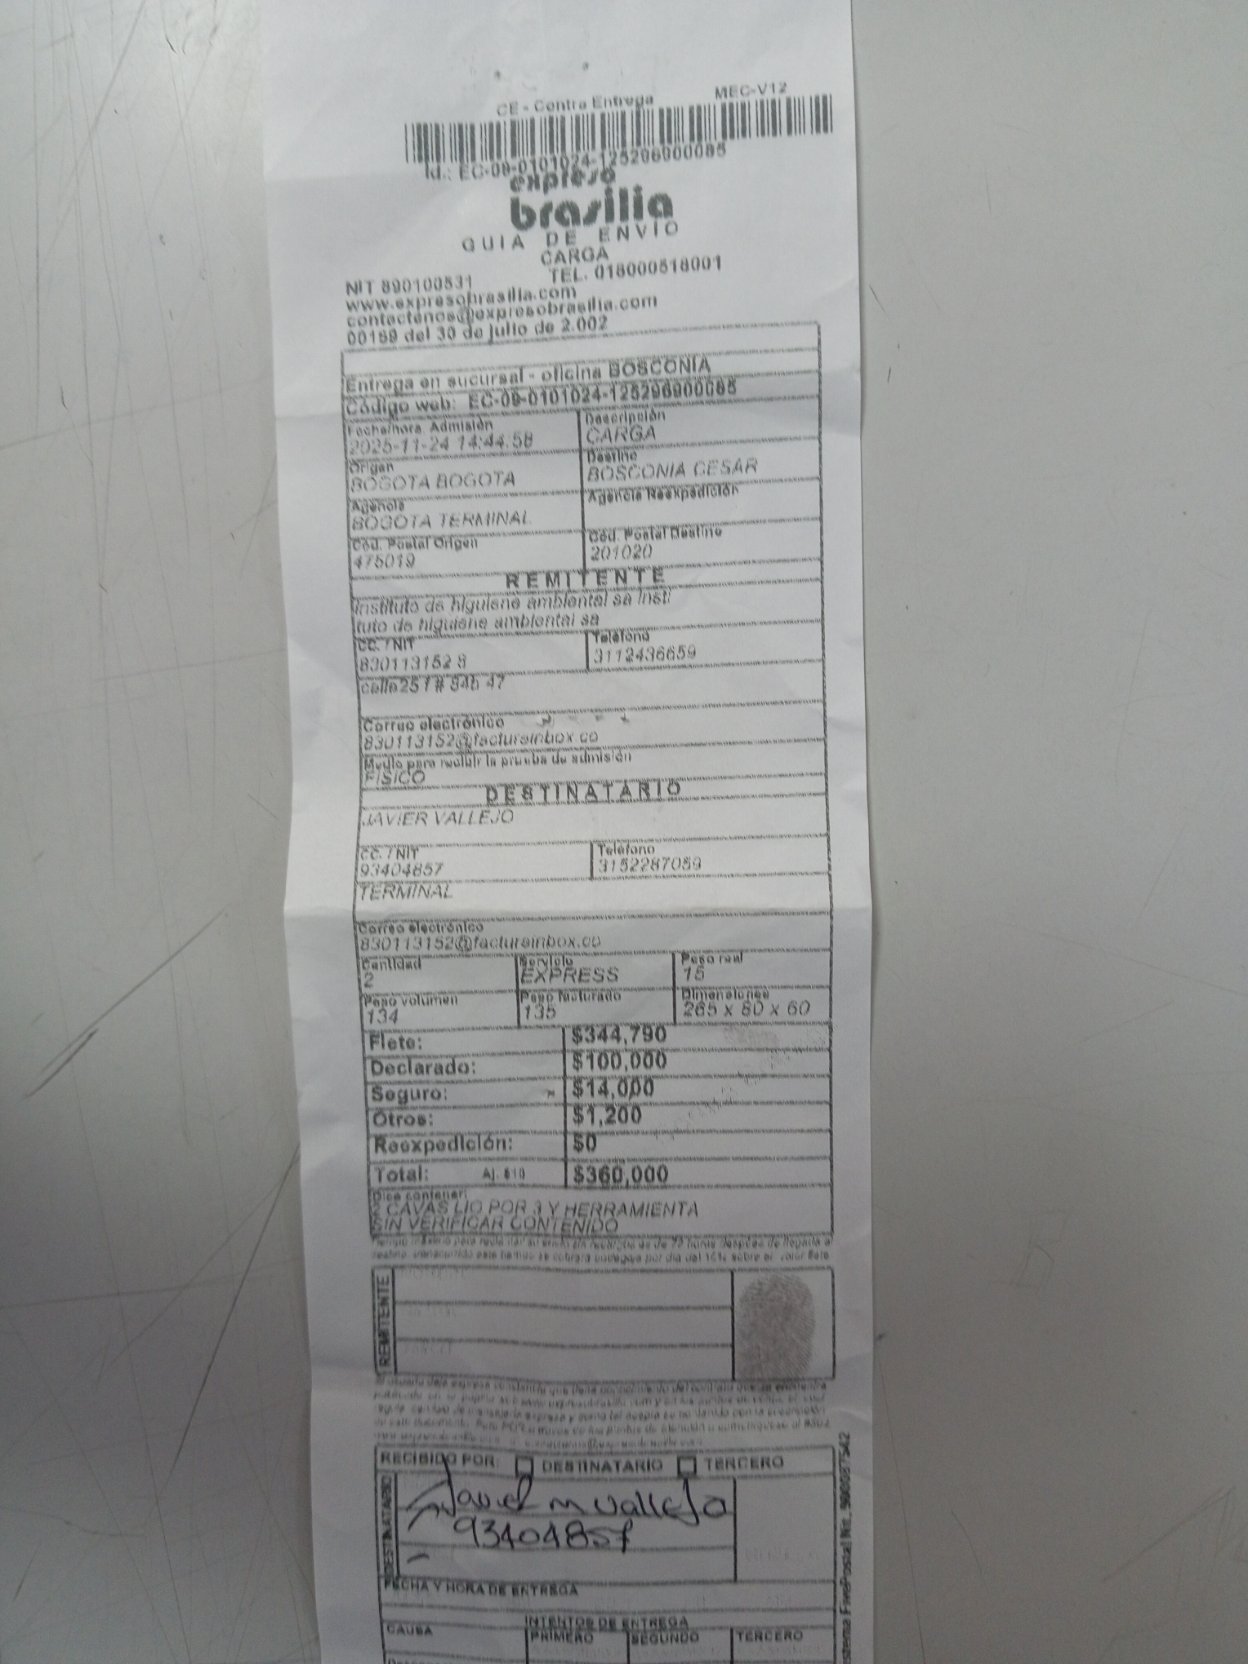 CE - Contra Entrega MEC-V12
Id.: EC-09-0101024-125296900085
expreso
brasilia
GUIA DE ENVIO
CARGA
NIT 890100531 TEL. 018000518001
www.expresobrasilia.com
contactenos@expresobrasilia.com
00159 del 30 de julio de 2.002
Entrega en sucursal - oficina BOSCONIA
Código web: EC-09-0101024-125296900085
Fecha/hora Admisión Descripción
2025-11-24 14:44:58 CARGA
Origen Destino
BOGOTA BOGOTA BOSCONIA CESAR
Agencia Agencia Reexpedición
BOGOTA TERMINAL
Cód. Postal Origen Cód. Postal Destino
475019 201020
REMITENTE
instituto de higuiene ambiental sa insti
tuto de higuiene ambiental sa
CC. / NIT Teléfono
830113152 8 3112436659
calle25 f # 84b 47
Correo electrónico
830113152@factureinbox.co
Medio para recibir la prueba de admisión
FISICO
DESTINATARIO
JAVIER VALLEJO
CC. / NIT Teléfono
93404857 3152287059
TERMINAL
Correo electrónico
830113152@factureinbox.co
Cantidad Servicio Peso real
2 EXPRESS 15
Peso volumen Peso facturado Dimensiones
134 135 265 x 80 x 60
Flete: $344,790
Declarado: $100,000
Seguro: $14,000
Otros: $1,200
Reexpedición: $0
Total: Aj. $10 $360,000
Dice contener:
CAVAS LIO POR 3 Y HERRAMIENTA
SIN VERIFICAR CONTENIDO
REMITENTE
RECIBIDO POR: DESTINATARIO TERCERO
DESTINATARIO
Javier M Vallejo
93404857
FECHA Y HORA DE ENTREGA
INTENTOS DE ENTREGA
CAUSA PRIMERO SEGUNDO TERCERO